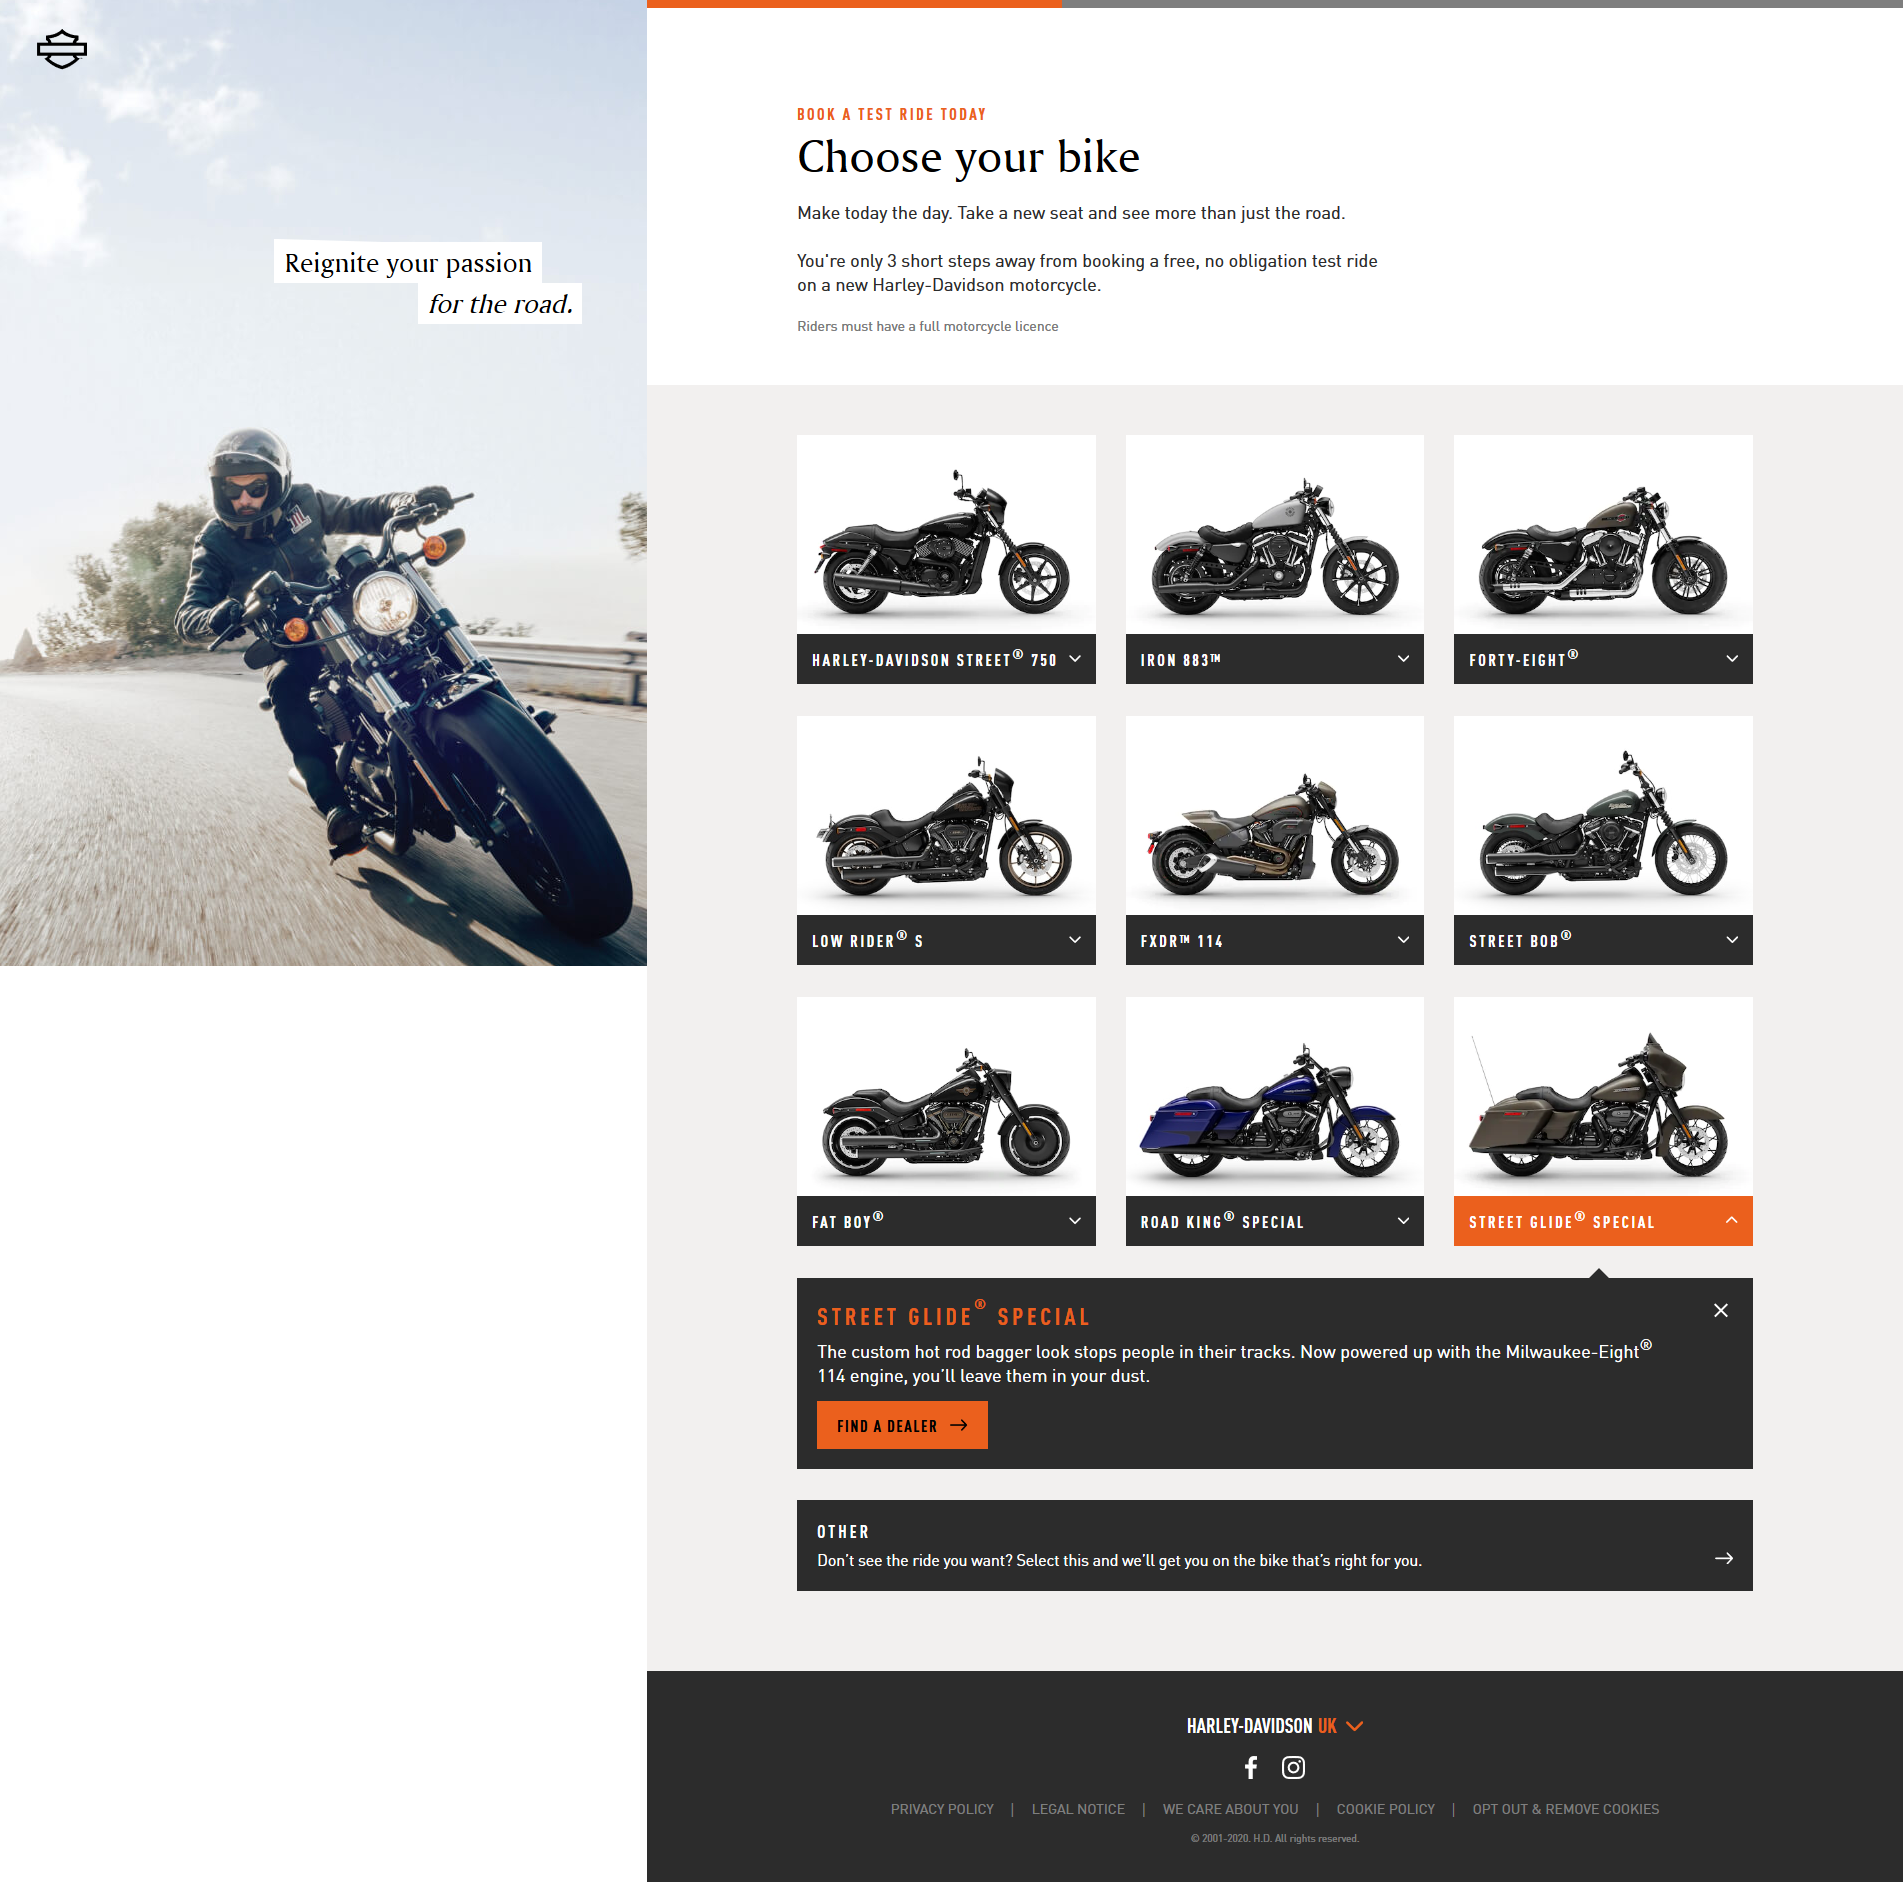 Reignite your passion
for the road.
BOOK A TEST RIDE TODAY
Choose your bike
Make today the day. Take a new seat and see more than just the road.
You're only 3 short steps away from booking a free, no obligation test ride
on a new Harley-Davidson motorcycle.
Riders must have a full motorcycle licence
HARLEY-DAVIDSON STREET® 750
IRON 883™
FORTY-EIGHT®
LOW RIDER® S
FXDR™ 114
STREET BOB®
FAT BOY®
ROAD KING® SPECIAL
STREET GLIDE® SPECIAL
STREET GLIDE® SPECIAL
The custom hot rod bagger look stops people in their tracks. Now powered up with the Milwaukee-Eight®
114 engine, you’ll leave them in your dust.
FIND A DEALER
OTHER
Don’t see the ride you want? Select this and we’ll get you on the bike that’s right for you.
HARLEY-DAVIDSON UK
PRIVACY POLICY | LEGAL NOTICE | WE CARE ABOUT YOU | COOKIE POLICY | OPT OUT & REMOVE COOKIES
© 2001-2020. H.D. All rights reserved.